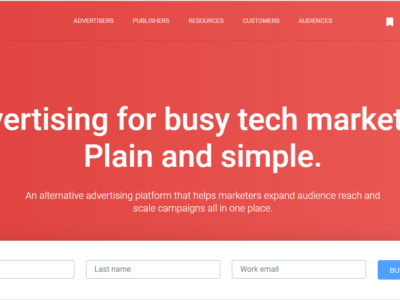 ADVERTISERS PUBLISHERS RESOURCES CUSTOMERS AUDIENCES
vertising for busy tech market
Plain and simple.
An alternative advertising platform that helps marketers expand audience reach and
scale campaigns all in one place.
Last name Work email BU